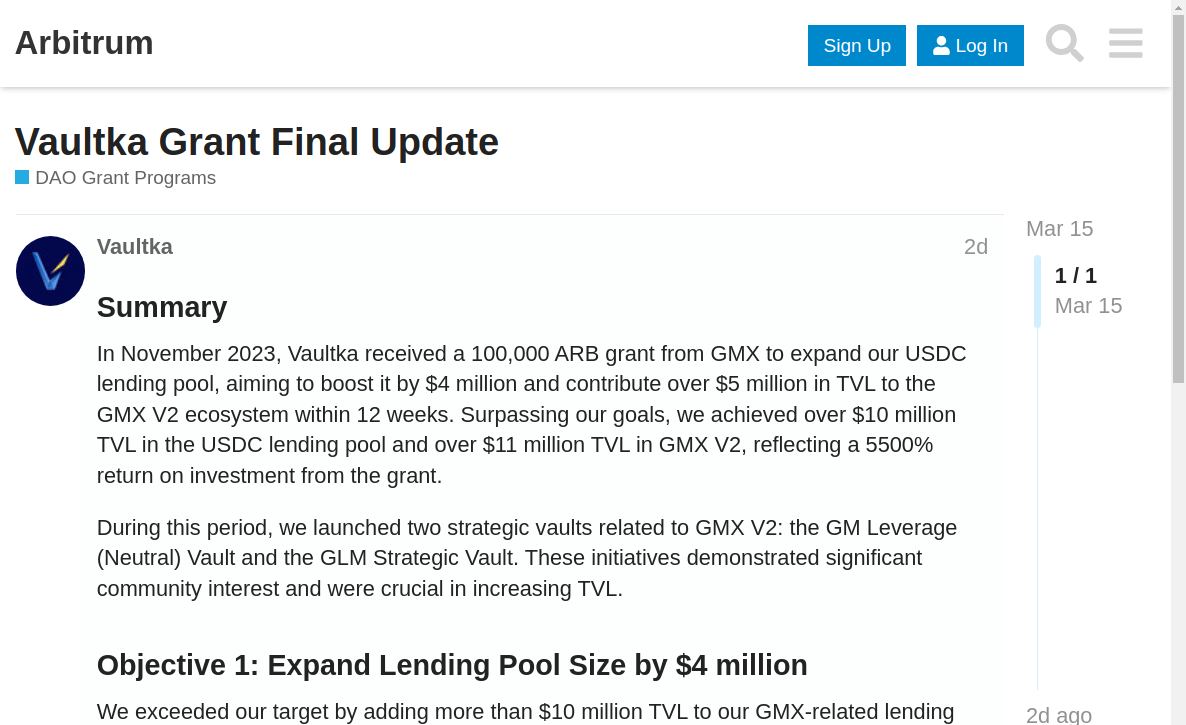 Arbitrum
Sign Up
Log In
Vaultka Grant Final Update
DAO Grant Programs
Vaultka
2d
Mar 15
1 / 1
Mar 15
Summary
In November 2023, Vaultka received a 100,000 ARB grant from GMX to expand our USDC
lending pool, aiming to boost it by $4 million and contribute over $5 million in TVL to the
GMX V2 ecosystem within 12 weeks. Surpassing our goals, we achieved over $10 million
TVL in the USDC lending pool and over $11 million TVL in GMX V2, reflecting a 5500%
return on investment from the grant.
During this period, we launched two strategic vaults related to GMX V2: the GM Leverage
(Neutral) Vault and the GLM Strategic Vault. These initiatives demonstrated significant
community interest and were crucial in increasing TVL.
Objective 1: Expand Lending Pool Size by $4 million
We exceeded our target by adding more than $10 million TVL to our GMX-related lending
2d ago